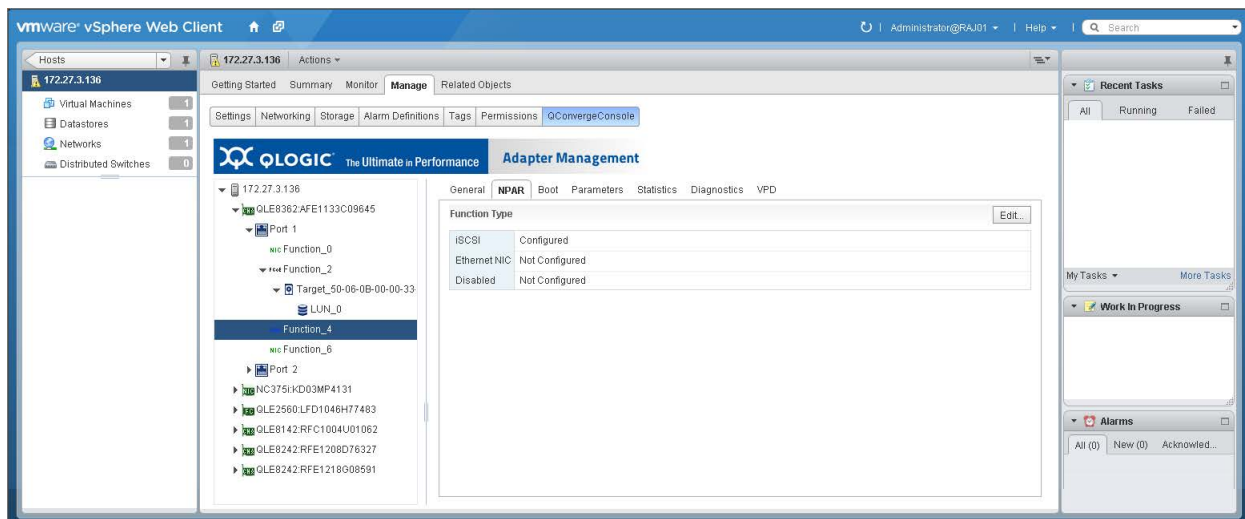 vmware® vSphere Web Client
Administrator@RAJ01
Help
Search
Hosts
172.27.3.136
Virtual Machines 1
Datastores 1
Networks 1
Distributed Switches 0
172.27.3.136 Actions
Getting Started Summary Monitor Manage Related Objects
Settings Networking Storage Alarm Definitions Tags Permissions QConvergeConsole
QLOGIC The Ultimate in Performance Adapter Management
172.27.3.136
QLE8362:AFE1133C09645
Port 1
NIC Function_0
Function_2
Target_50-06-0B-00-00-33
LUN_0
Function_4
NIC Function_6
Port 2
NC375i:KD03MP4131
QLE2560:LFD1046H77483
QLE8142:RFC1004U01062
QLE8242:RFE1208D76327
QLE8242:RFE1218G08591
General NPAR Boot Parameters Statistics Diagnostics VPD
Function Type Edit...
iSCSI Configured
Ethernet NIC Not Configured
Disabled Not Configured
Recent Tasks
All Running Failed
My Tasks More Tasks
Work In Progress
Alarms
All (0) New (0) Acknowled...